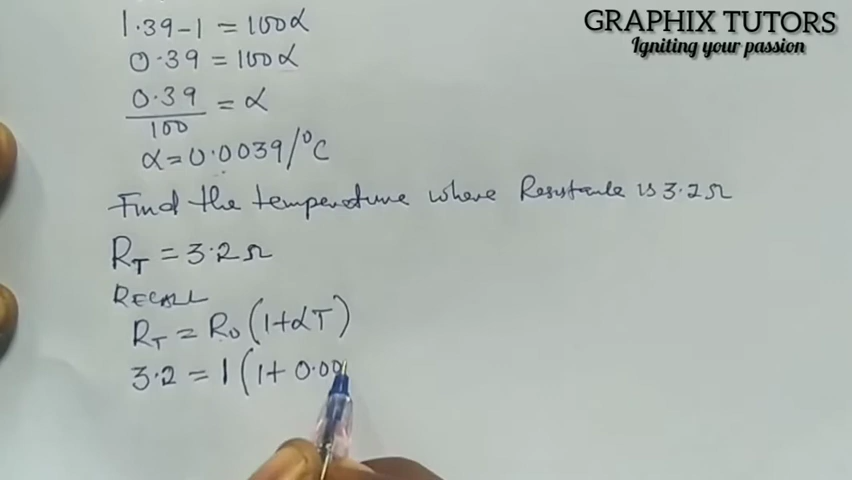 GRAPHIX TUTORS
Igniting your passion
1.39-1 = 100α
0.39 = 100α
0.39/100 = α
α=0.0039/°C
Find the temperature where Resistance is 3.2Ω
R_T = 3.2Ω
RECALL
R_T = R_0 (1+αT)
3.2 = 1 (1+ 0.00